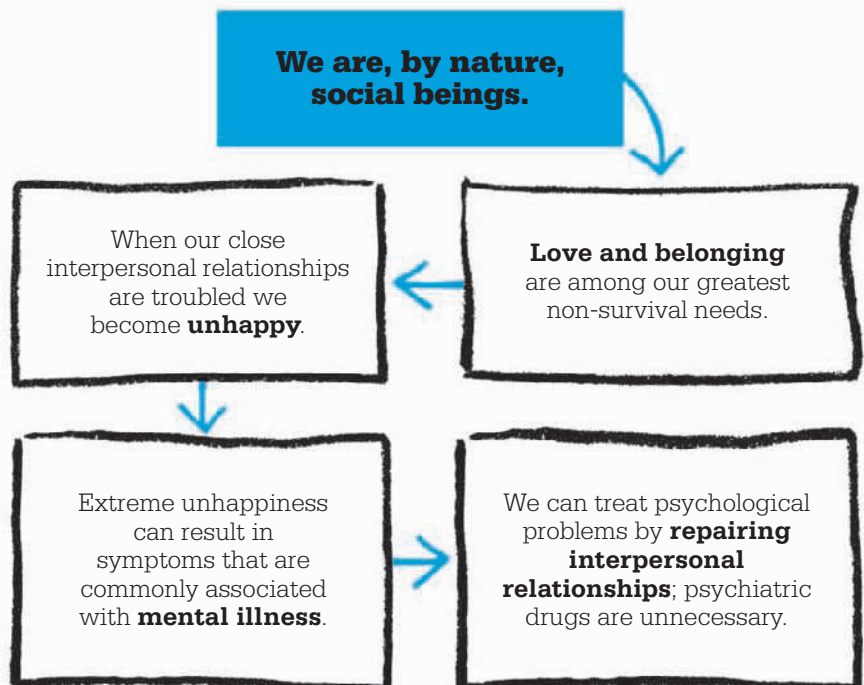 We are, by nature,
social beings.
Love and belonging
are among our greatest
non-survival needs.
When our close
interpersonal relationships
are troubled we
become unhappy.
Extreme unhappiness
can result in
symptoms that are
commonly associated
with mental illness.
We can treat psychological
problems by repairing
interpersonal
relationships; psychiatric
drugs are unnecessary.